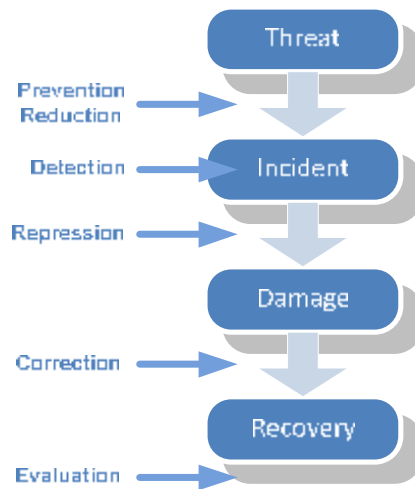 Threat
Prevention
Reduction
Detection
Incident
Repression
Damage
Correction
Recovery
Evaluation